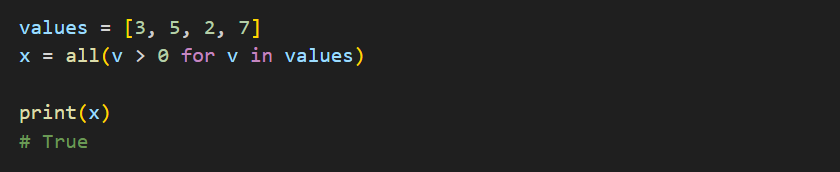 values = [3, 5, 2, 7]
x = all(v > 0 for v in values)
print(x)
# True